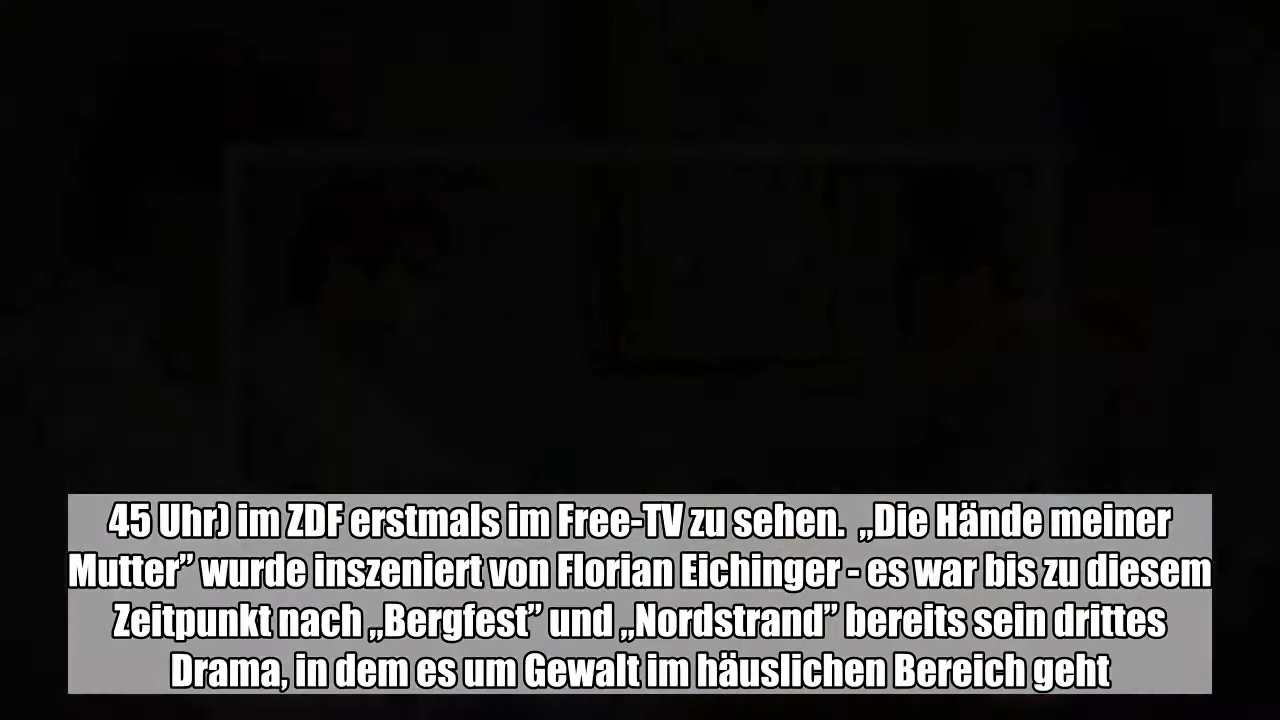 45 Uhr) im ZDF erstmals im Free-TV zu sehen.  „Die Hände meiner
Mutter” wurde inszeniert von Florian Eichinger - es war bis zu diesem
Zeitpunkt nach „Bergfest” und „Nordstrand” bereits sein drittes
Drama, in dem es um Gewalt im häuslichen Bereich geht